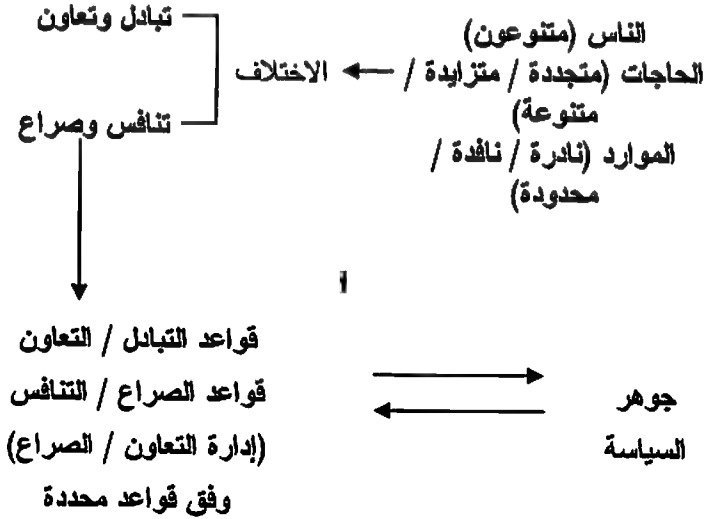 الناس (متنوعون)
الحاجات (متجددة / متزايدة /
متنوعة)
الموارد (نادرة / نافدة /
محدودة)
الاختلاف
تبادل وتعاون
تنافس وصراع
قواعد التبادل / التعاون
قواعد الصراع / التنافس
(إدارة التعاون / الصراع)
وفق قواعد محددة
جوهر
السياسة